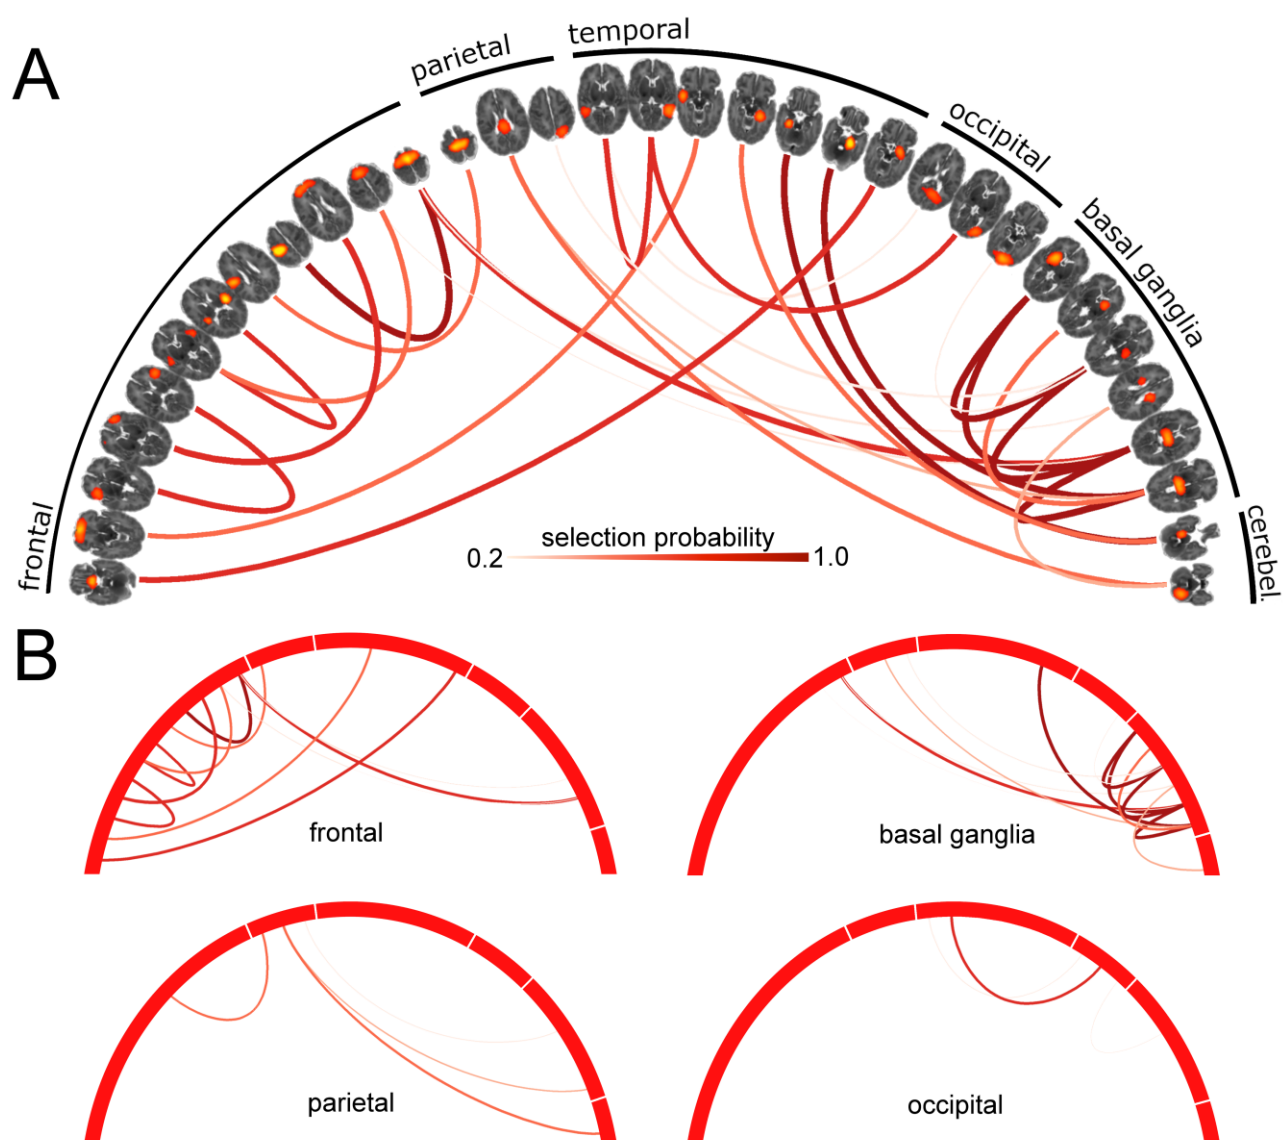 A
parietal
temporal
occipital
basal ganglia
frontal
cerebel.
selection probability
0.2
1.0
B
frontal
basal ganglia
parietal
occipital